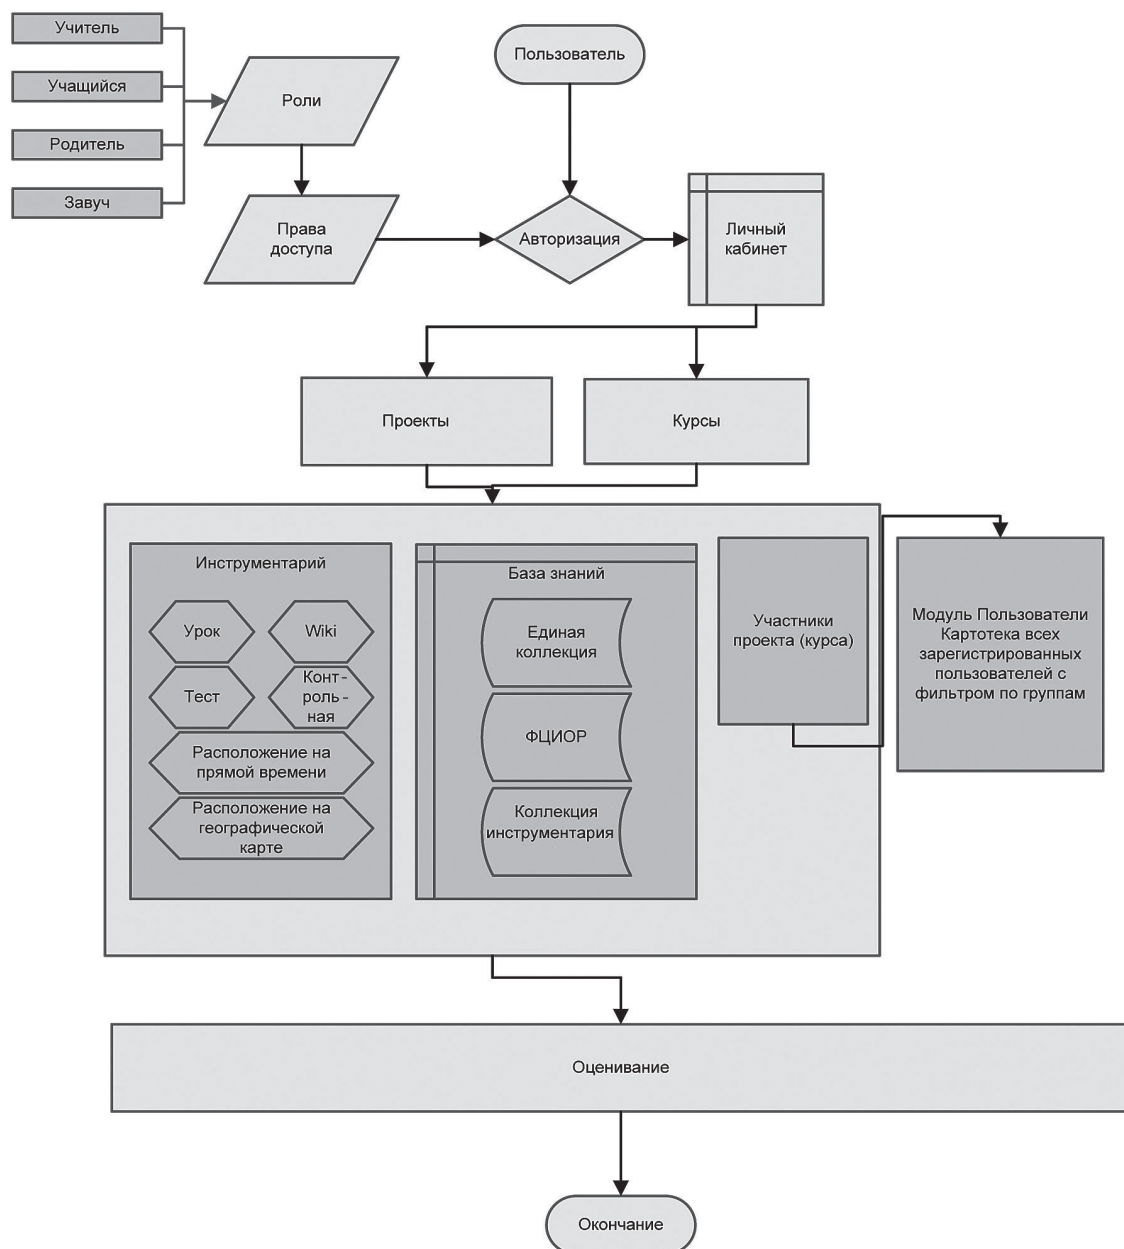 Учитель
Учащийся
Родитель
Завуч
Роли
Пользователь
Права
доступа
Авторизация
Личный
кабинет
Проекты
Курсы
Инструментарий
Урок
Wiki
Тест
Конт-
роль-
ная
Расположение на
прямой времени
Расположение на
географической
карте
База знаний
Единая
коллекция
ФЦИОР
Коллекция
инструментария
Участники
проекта (курса)
Модуль Пользователи
Картотека всех
зарегистрированных
пользователей с
фильтром по группам
Оценивание
Окончание